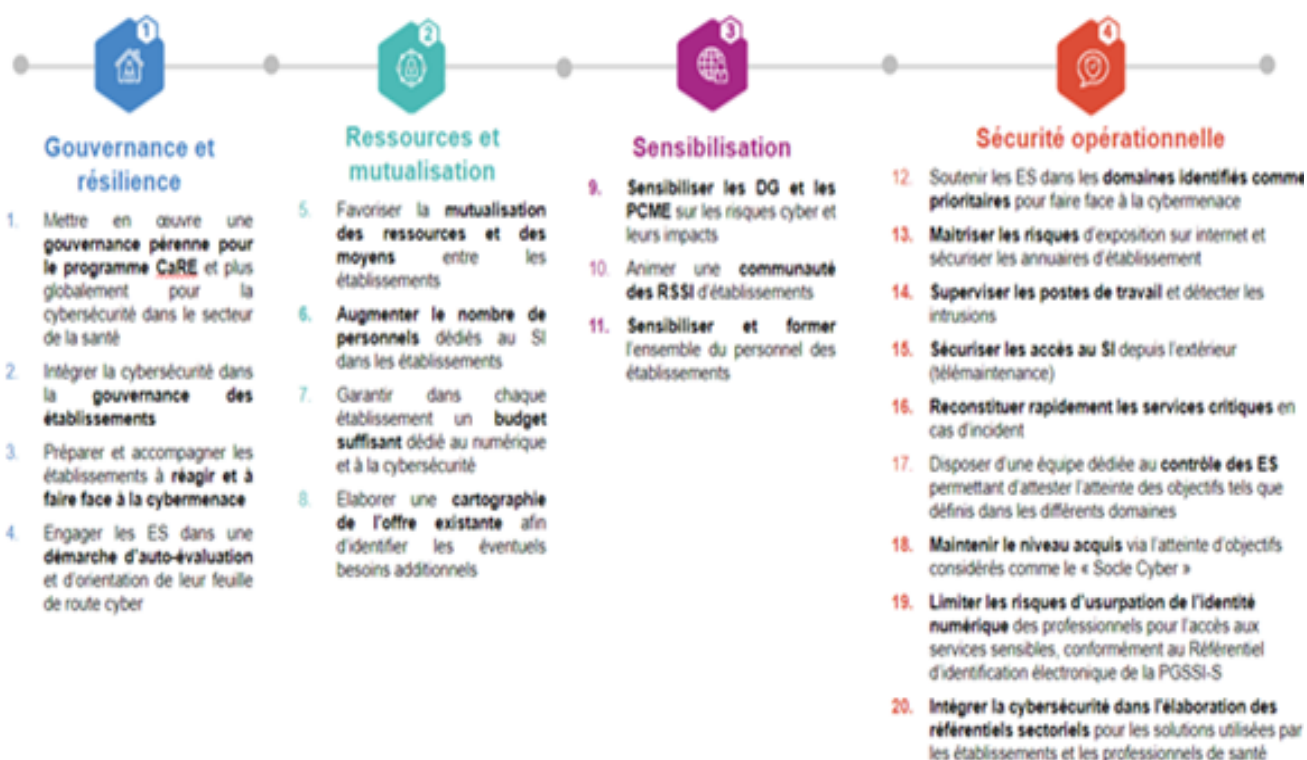 1
Gouvernance et
résilience
1. Mettre en œuvre une
gouvernance pérenne pour
le programme CaRE et plus
globalement pour la
cybersécurité dans le secteur
de la santé
2. Intégrer la cybersécurité dans
la gouvernance des
établissements
3. Préparer et accompagner les
établissements à réagir et à
faire face à la cybermenace
4. Engager les ES dans une
démarche d'auto-évaluation
et d'orientation de leur feuille
de route cyber
2
Ressources et
mutualisation
5. Favoriser la mutualisation
des ressources et des
moyens entre les
établissements
6. Augmenter le nombre de
personnels dédiés au SI
dans les établissements
7. Garantir dans chaque
établissement un budget
suffisant dédié au numérique
et à la cybersécurité
8. Elaborer une cartographie
de l'offre existante afin
d'identifier les éventuels
besoins additionnels
3
Sensibilisation
9. Sensibiliser les DG et les
PCME sur les risques cyber et
leurs impacts
10. Animer une communauté
des RSSI d'établissements
11. Sensibiliser et former
l'ensemble du personnel des
établissements
4
Sécurité opérationnelle
12. Soutenir les ES dans les domaines identifiés comme
prioritaires pour faire face à la cybermenace
13. Maitriser les risques d'exposition sur internet et
sécuriser les annuaires d'établissement
14. Superviser les postes de travail et détecter les
intrusions
15. Sécuriser les accès au SI depuis l'extérieur
(télémaintenance)
16. Reconstituer rapidement les services critiques en
cas d'incident
17. Disposer d'une équipe dédiée au contrôle des ES
permettant d'attester l'atteinte des objectifs tels que
définis dans les différents domaines
18. Maintenir le niveau acquis via l'atteinte d'objectifs
considérés comme le « Socle Cyber »
19. Limiter les risques d'usurpation de l'identité
numérique des professionnels pour l'accès aux
services sensibles, conformément au Référentiel
d'identification électronique de la PGSSI-S
20. Intégrer la cybersécurité dans l'élaboration des
référentiels sectoriels pour les solutions utilisées par
les établissements et les professionnels de santé